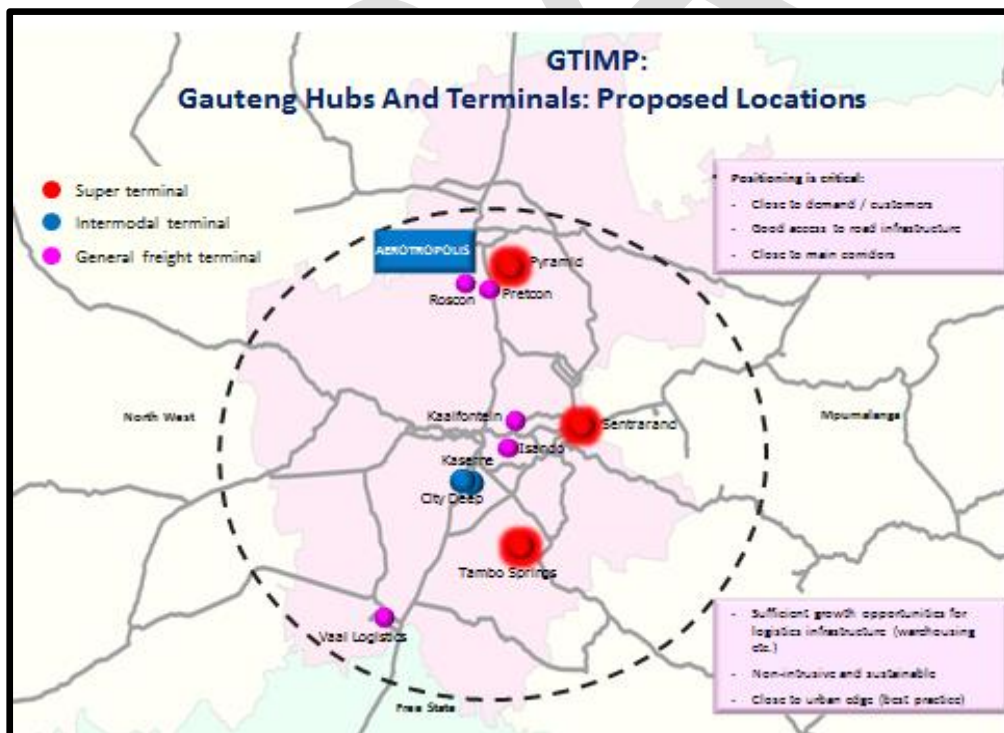 GTIMP:
Gauteng Hubs And Terminals: Proposed Locations
Super terminal
Intermodal terminal
General freight terminal
Positioning is critical:
- Close to demand / customers
- Good access to road infrastructure
- Close to main corridors
AEROTROPOLIS
Pyramid
Roscon
Pretcon
North West
Kaalfontein
Sentrarand
Mpumalanga
Isando
Kaserne
City Deep
Tambo Springs
Vaal Logistics
Free State
- Sufficient growth opportunities for
logistics infrastructure (warehousing
etc.)
- Non-intrusive and sustainable
- Close to urban edge (best practice)